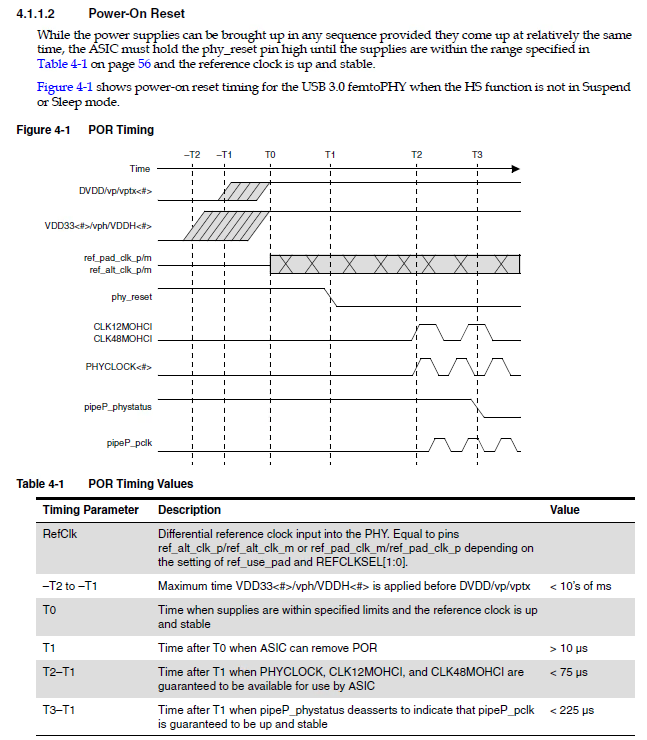 4.1.1.2 Power-On Reset
While the power supplies can be brought up in any sequence provided they come up at relatively the same
time, the ASIC must hold the phy_reset pin high until the supplies are within the range specified in
Table 4-1 on page 56 and the reference clock is up and stable.
Figure 4-1 shows power-on reset timing for the USB 3.0 femtoPHY when the HS function is not in Suspend
or Sleep mode.
Figure 4-1 POR Timing
–T2 –T1 T0 T1 T2 T3
Time
DVDD/vp/vptx<#>
VDD33<#>/vph/VDDH<#>
ref_pad_clk_p/m
ref_alt_clk_p/m
phy_reset
CLK12MOHCI
CLK48MOHCI
PHYCLOCK<#>
pipeP_phystatus
pipeP_pclk
Table 4-1 POR Timing Values
Timing Parameter Description Value
RefClk Differential reference clock input into the PHY. Equal to pins
ref_alt_clk_p/ref_alt_clk_m or ref_pad_clk_m/ref_pad_clk_p depending on
the setting of ref_use_pad and REFCLKSEL[1:0].
–T2 to –T1 Maximum time VDD33<#>/vph/VDDH<#> is applied before DVDD/vp/vptx < 10's of ms
T0 Time when supplies are within specified limits and the reference clock is up
and stable
T1 Time after T0 when ASIC can remove POR > 10 µs
T2–T1 Time after T1 when PHYCLOCK, CLK12MOHCI, and CLK48MOHCI are < 75 µs
guaranteed to be available for use by ASIC
T3–T1 Time after T1 when pipeP_phystatus deasserts to indicate that pipeP_pclk < 225 µs
is guaranteed to be up and stable